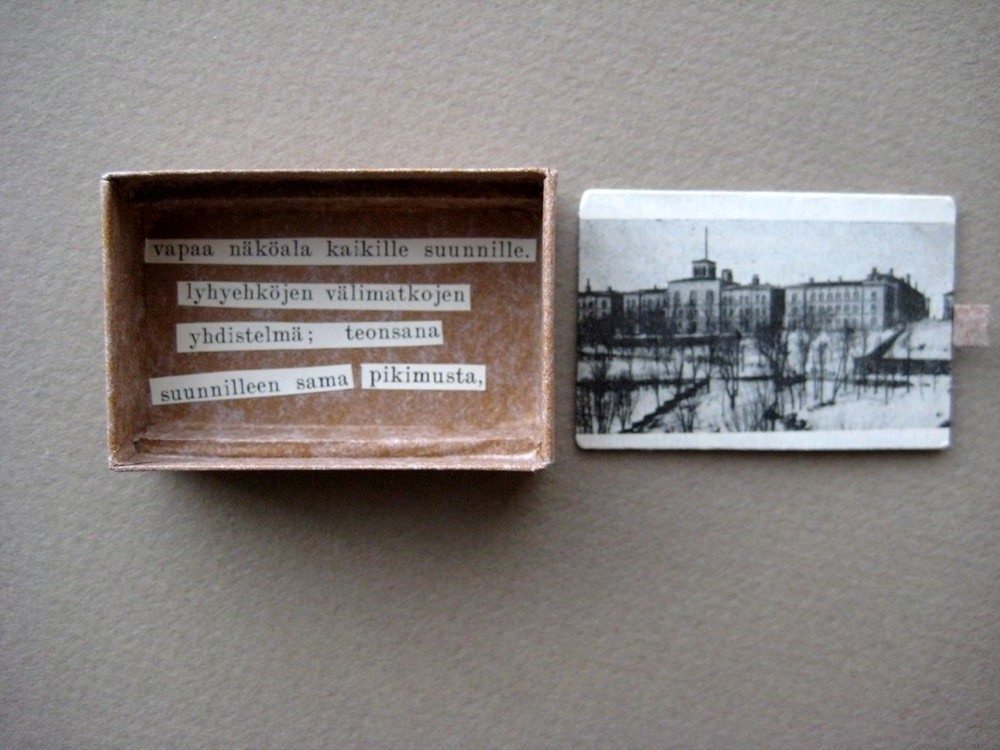 vapaa näköala kaikille suunnille.
lyhyehköjen välimatkojen
yhdistelmä; teonsana
suunnilleen sama pikimusta,